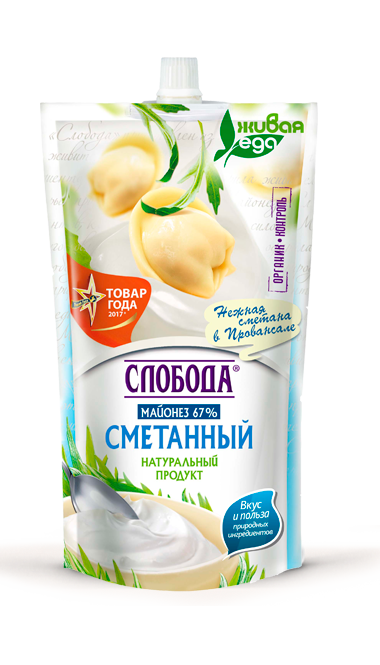 живая
еда
ОРГАНИК • КОНТРОЛЬ
ТОВАР
ГОДА
2017*
Нежная
сметана
в Провансале
СЛОБОДА®
МАЙОНЕЗ 67%
СМЕТАННЫЙ
НАТУРАЛЬНЫЙ
ПРОДУКТ
Вкус
и польза
природных
ингредиентов